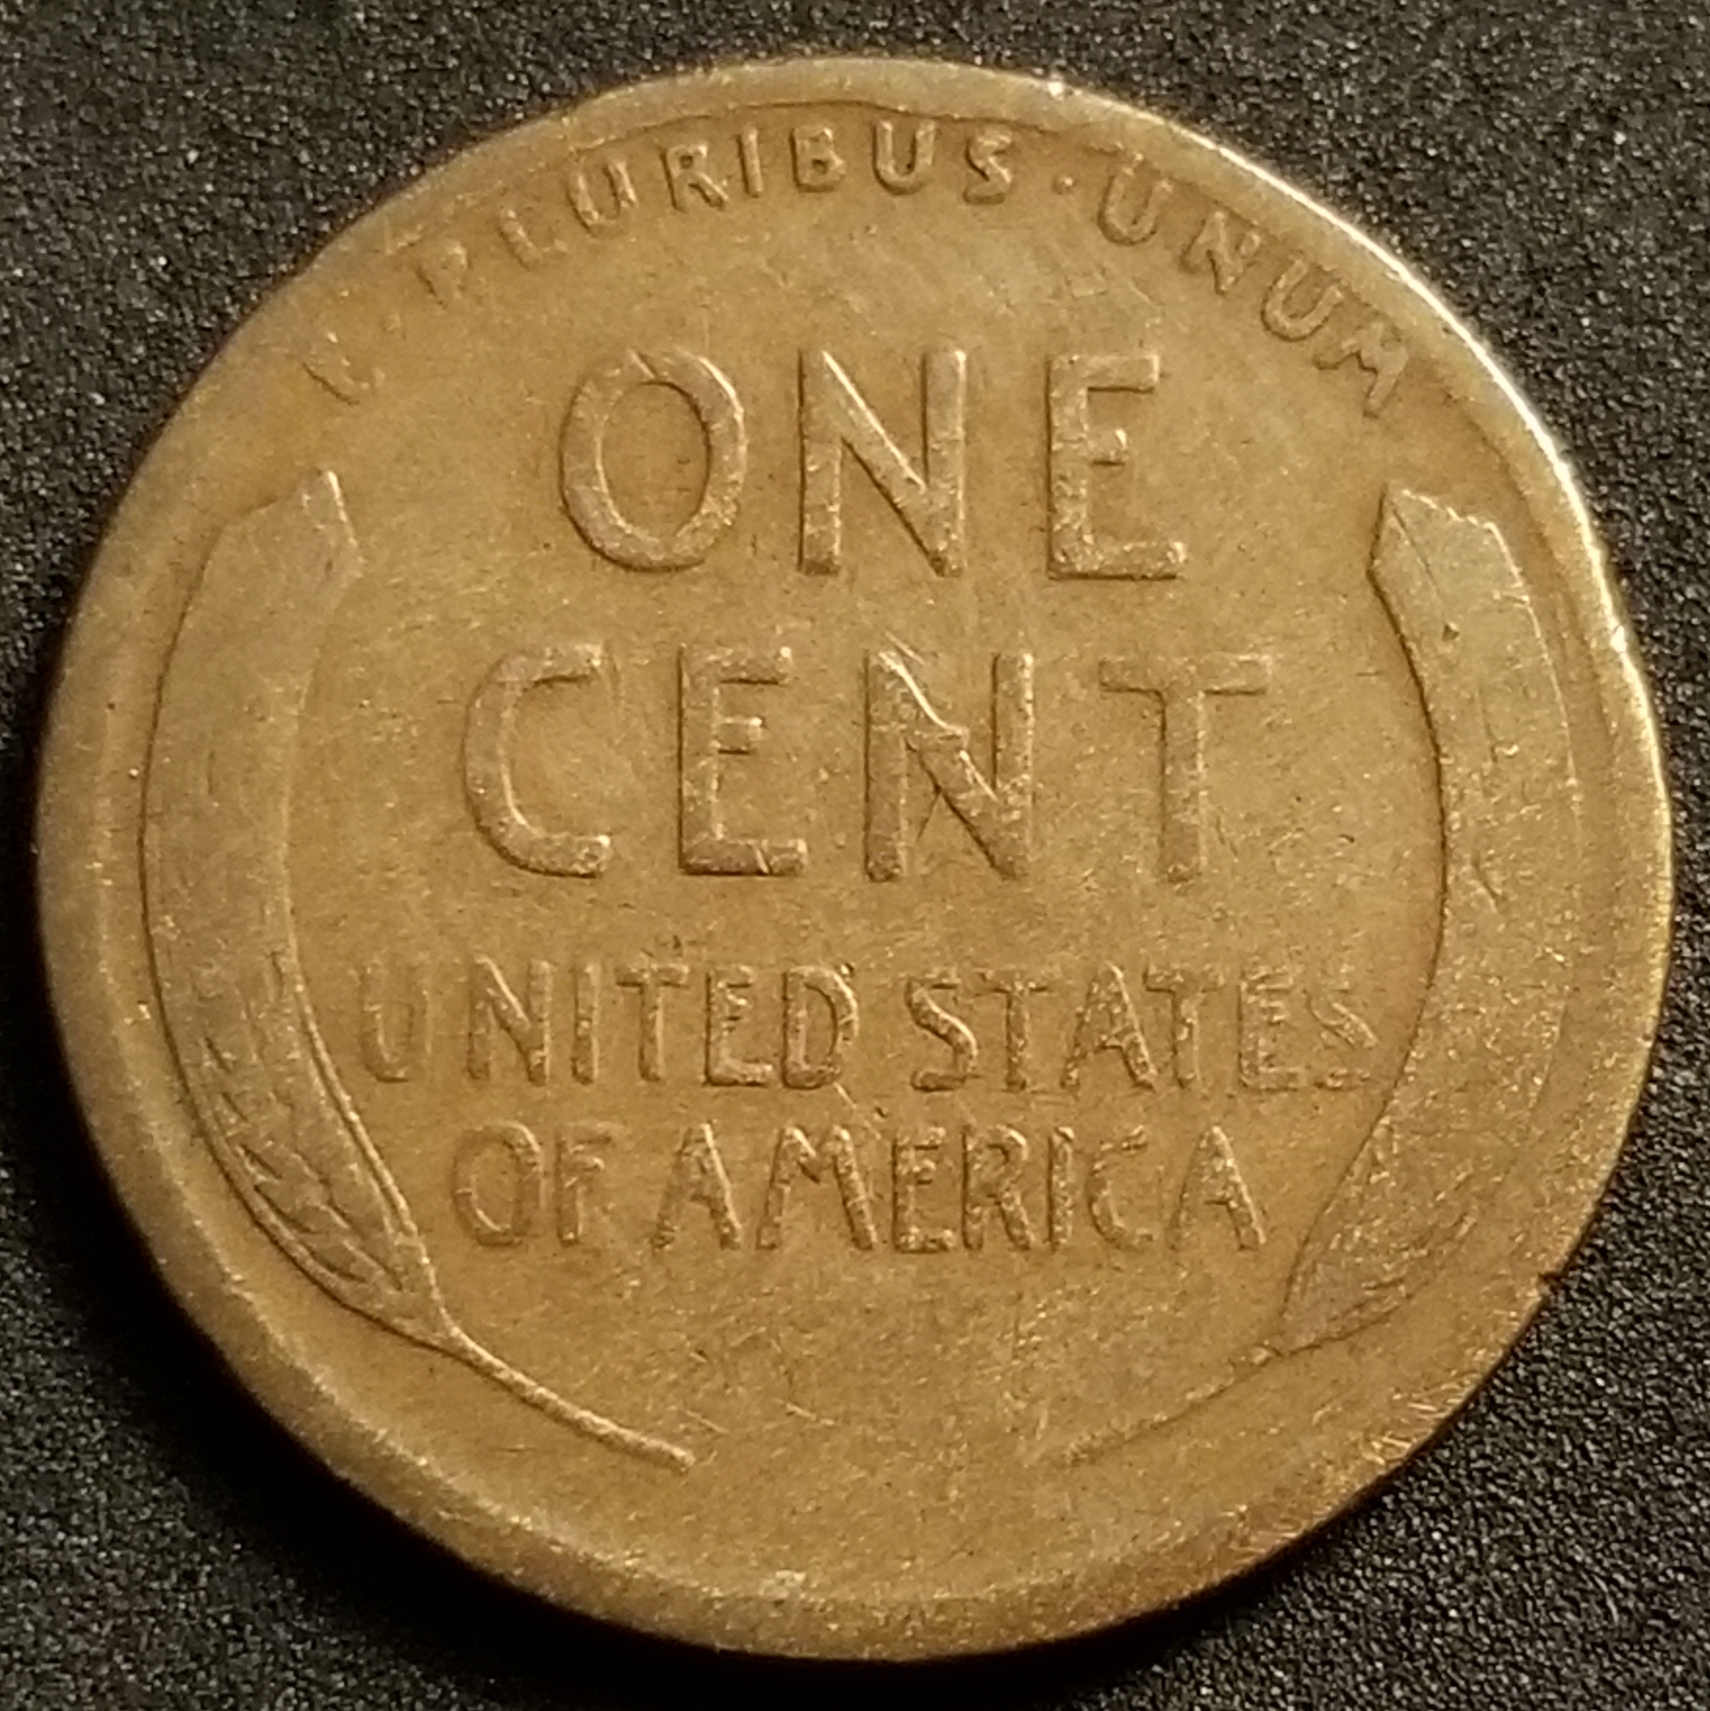 E·PLURIBUS·UNUM
ONE
CENT
UNITED STATES
OF AMERICA